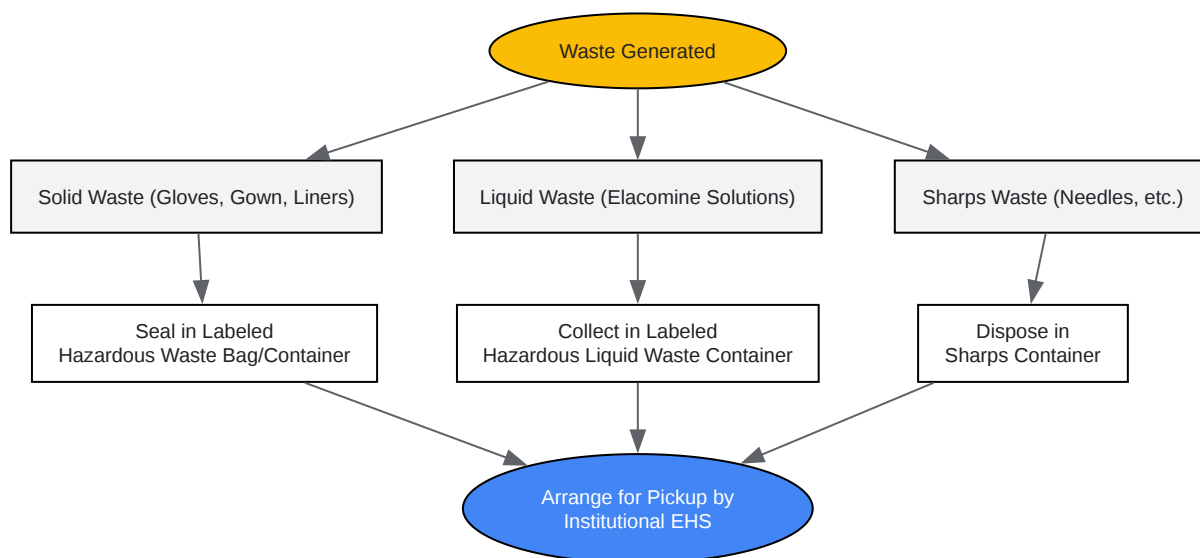 Waste Generated
Solid Waste (Gloves, Gown, Liners)
Liquid Waste (Elacomine Solutions)
Sharps Waste (Needles, etc.)
Seal in Labeled
Hazardous Waste Bag/Container
Collect in Labeled
Hazardous Liquid Waste Container
Dispose in
Sharps Container
Arrange for Pickup by
Institutional EHS